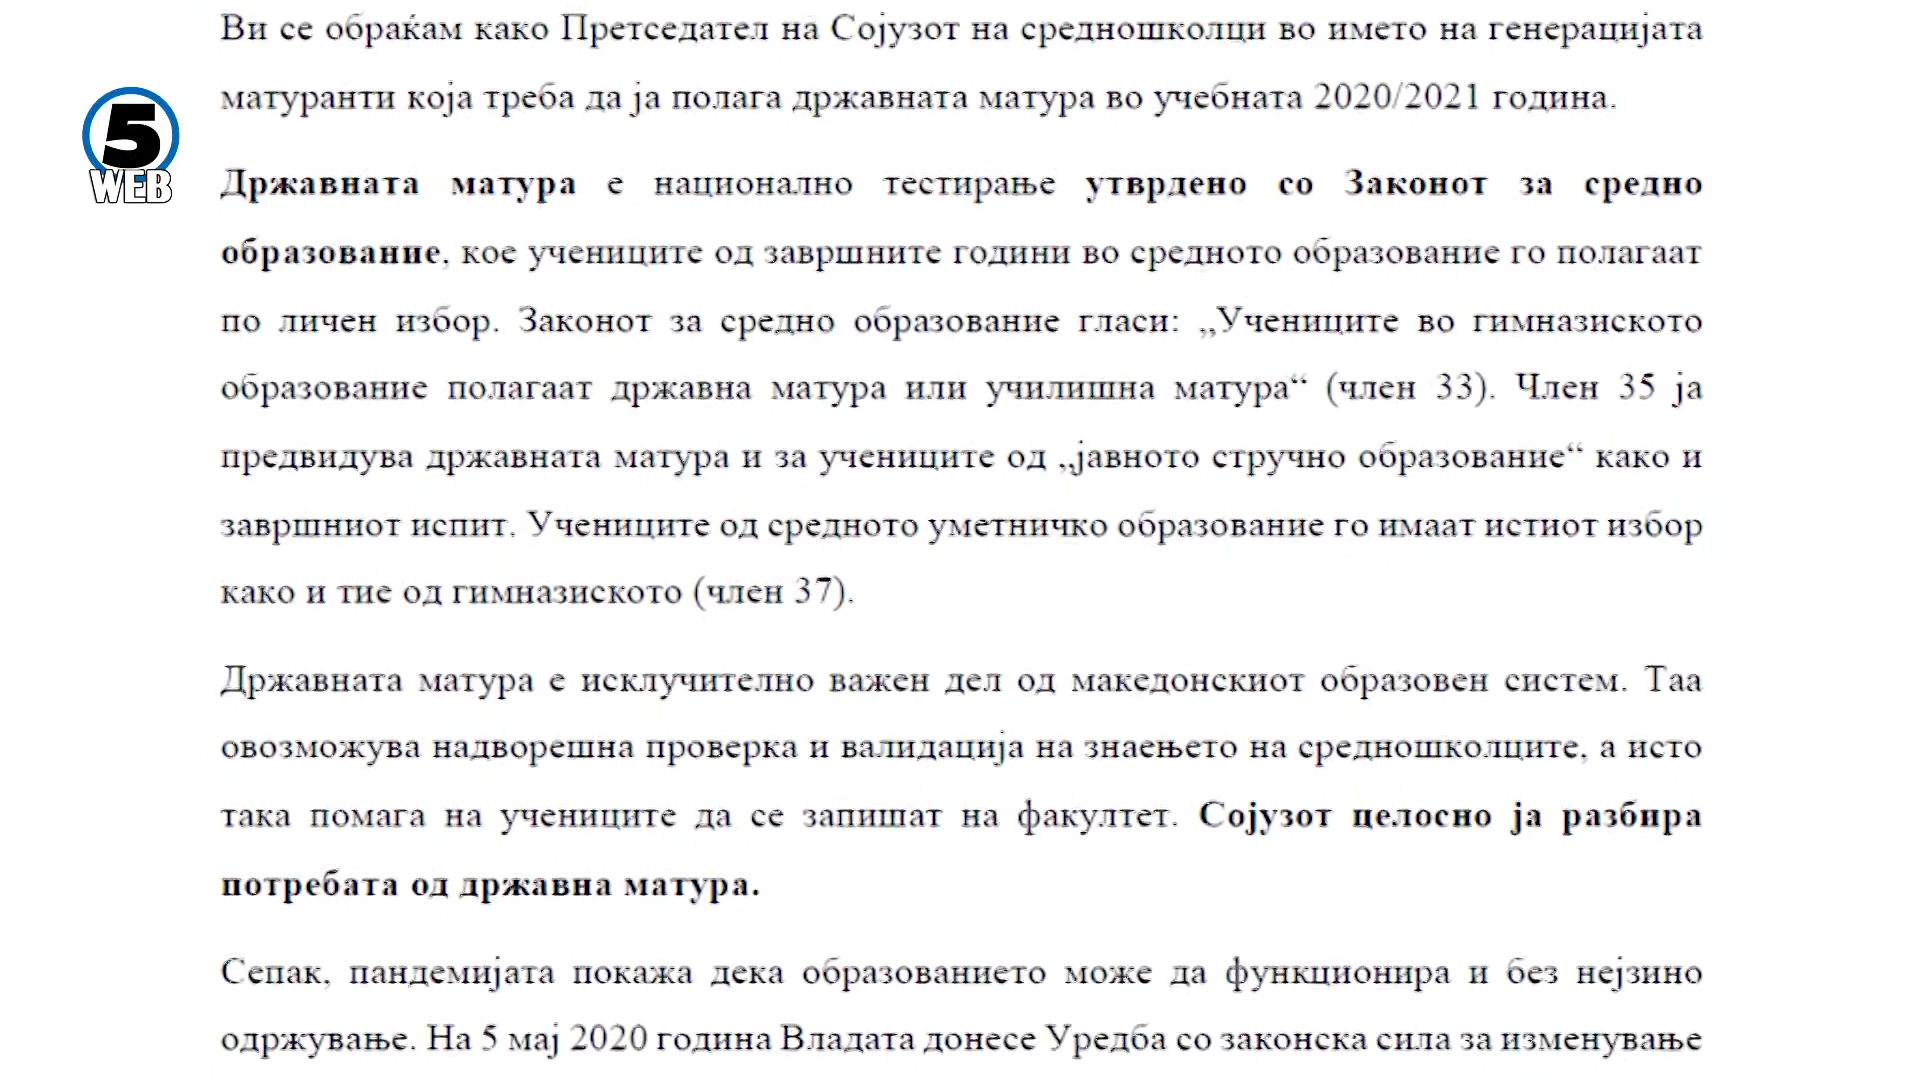 Ви се обраќам како Претседател на Сојузот на средношколци во името на генерацијата
матуранти која треба да ја полага државната матура во учебната 2020/2021 година.
5
WEB
Државната матура е национално тестирање утврдено со Законот за средно
образование, кое учениците од завршните години во средното образование го полагаат
по личен избор. Законот за средно образование гласи: „Учениците во гимназиското
образование полагаат државна матура или училишна матура“ (член 33). Член 35 ја
предвидува државната матура и за учениците од „јавното стручно образование“ како и
завршниот испит. Учениците од средното уметничко образование го имаат истиот избор
како и тие од гимназиското (член 37).
Државната матура е исклучително важен дел од македонскиот образовен систем. Таа
овозможува надворешна проверка и валидација на знаењето на средношколците, а исто
така помага на учениците да се запишат на факултет. Сојузот целосно ја разбира
потребата од државна матура.
Сепак, пандемијата покажа дека образованието може да функционира и без нејзино
одржување. На 5 мај 2020 година Владата донесе Уредба со законска сила за изменување